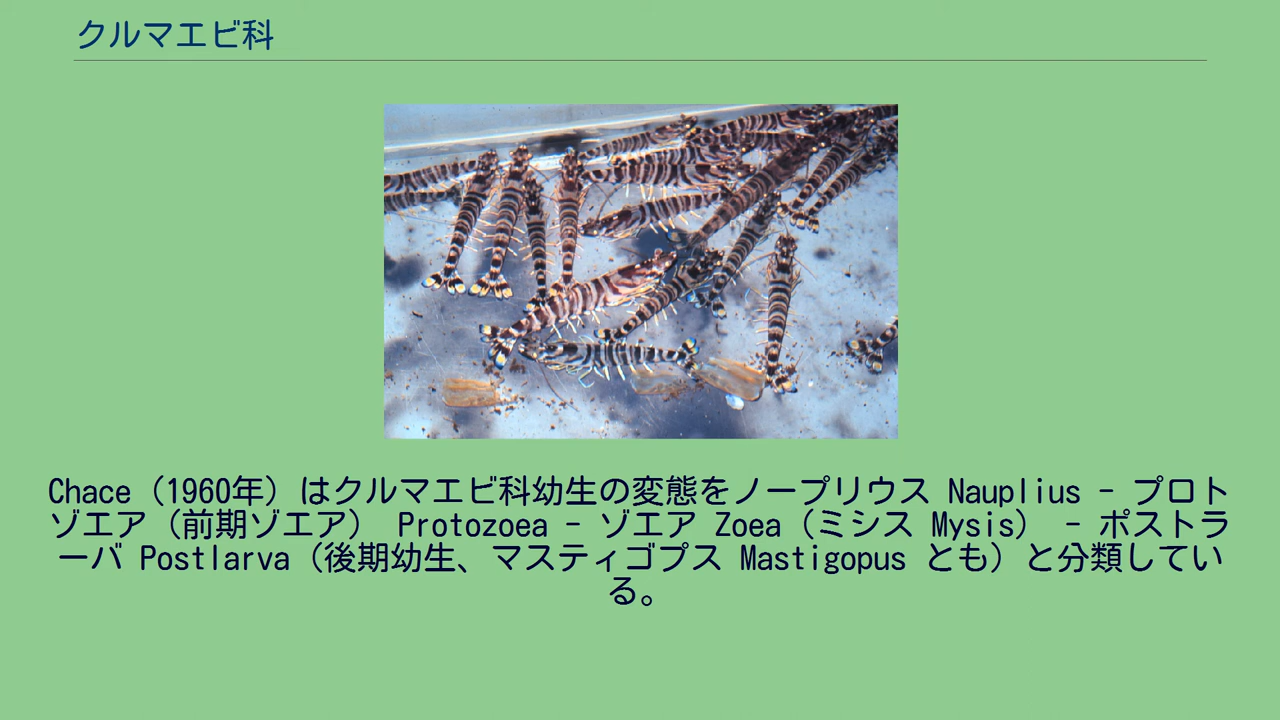 クルマエビ科
Chace（1960年）はクルマエビ科幼生の変態をノープリウス Nauplius - プロト
ゾエア（前期ゾエア） Protozoea - ゾエア Zoea（ミシス Mysis） - ポストラ
ーバ Postlarva（後期幼生、マスティゴプス Mastigopus とも）と分類してい
る。